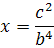 x = c²/b⁴